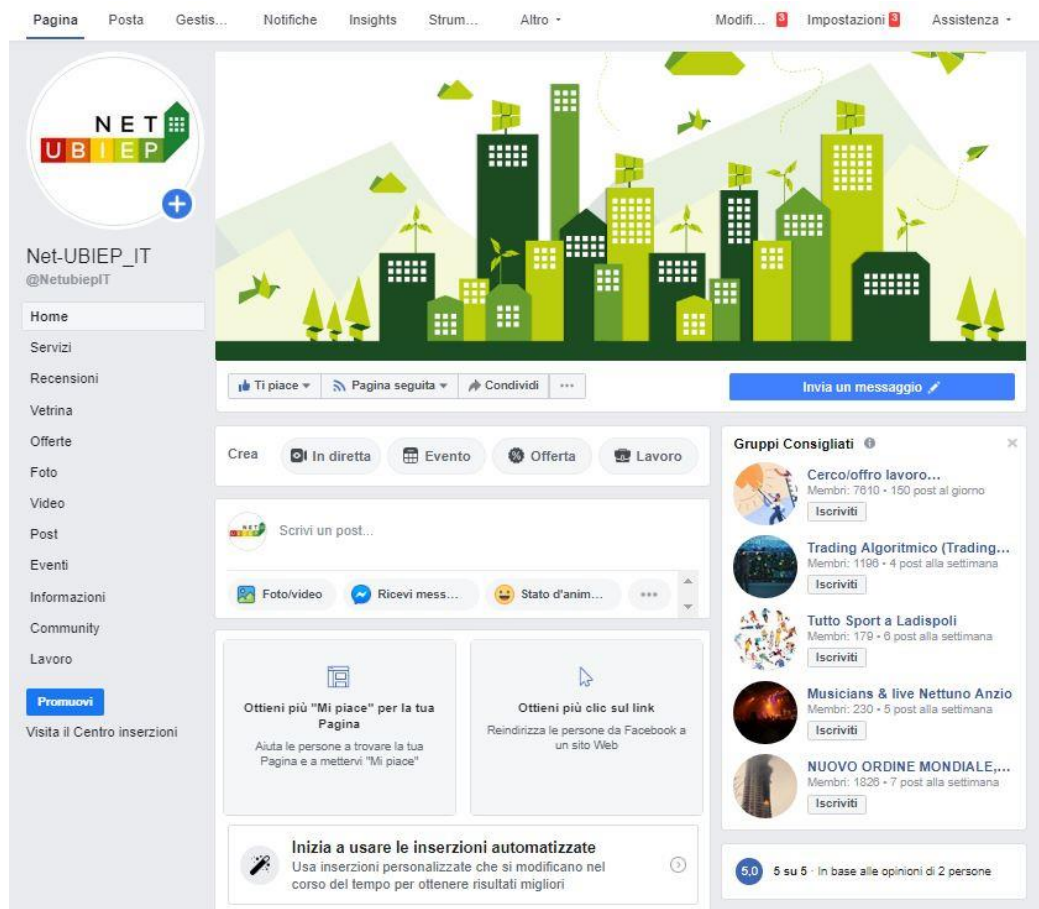 Pagina Posta Gestis... Notifiche Insights Strum... Altro Modifi... 3 Impostazioni 3 Assistenza
NET
UBIEP
Net-UBIEP_IT
@NetubiepIT
Home
Servizi
Recensioni
Vetrina
Offerte
Foto
Video
Post
Eventi
Informazioni
Community
Lavoro
Promuovi
Visita il Centro inserzioni
Ti piace Pagina seguita Condividi ...
Invia un messaggio
Crea In diretta Evento Offerta Lavoro
NET
UBIEP
Scrivi un post...
Foto/video Ricevi mess... Stato d'anim... ...
Ottieni più "Mi piace" per la tua
Pagina
Aiuta le persone a trovare la tua
Pagina e a mettervi "Mi piace"
Ottieni più clic sul link
Reindirizza le persone da Facebook a
un sito Web
Inizia a usare le inserzioni automatizzate
Usa inserzioni personalizzate che si modificano nel
corso del tempo per ottenere risultati migliori
Gruppi Consigliati
Cerco/offro lavoro...
Membri: 7610 • 150 post al giorno
Iscriviti
Trading Algoritmico (Trading...
Membri: 1196 • 4 post alla settimana
Iscriviti
Tutto Sport a Ladispoli
Membri: 179 • 6 post alla settimana
Iscriviti
Musicians & live Nettuno Anzio
Membri: 230 • 5 post alla settimana
Iscriviti
NUOVO ORDINE MONDIALE,...
Membri: 1826 • 7 post alla settimana
Iscriviti
5,0 5 su 5 · In base alle opinioni di 2 persone